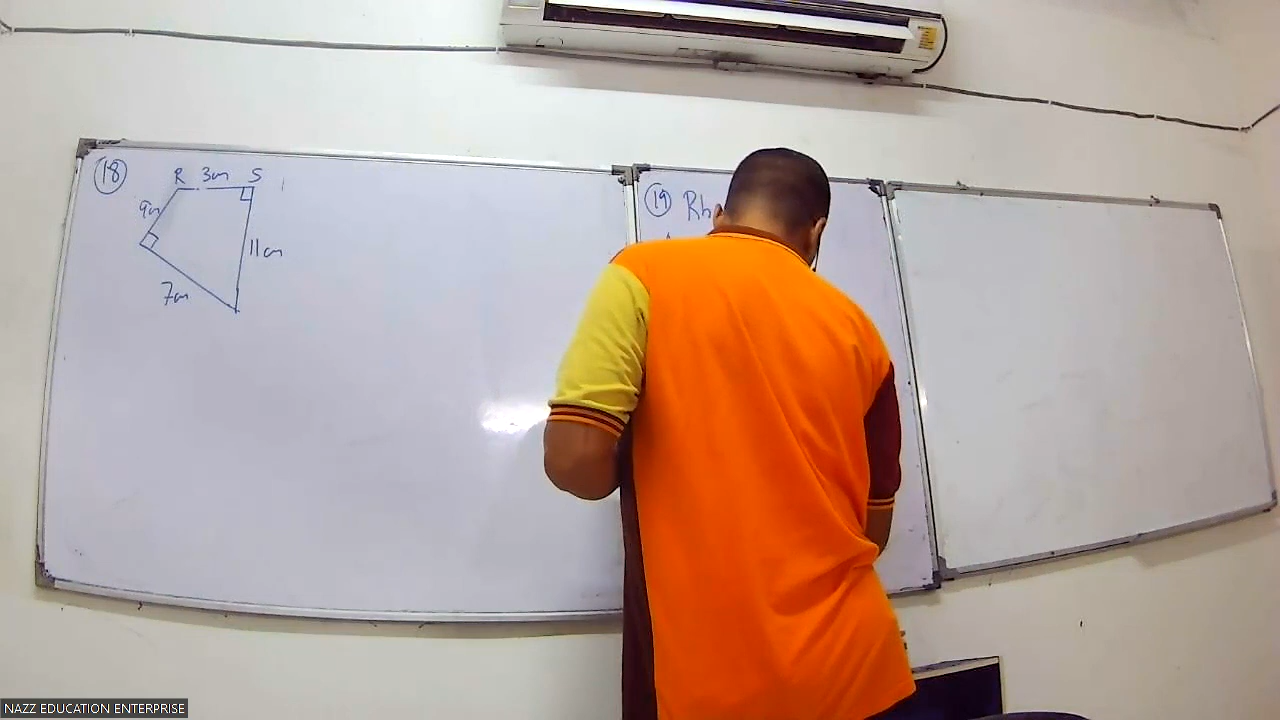 18
R 3cm S
9cm
11cm
7cm
19 Rh
NAZZ EDUCATION ENTERPRISE